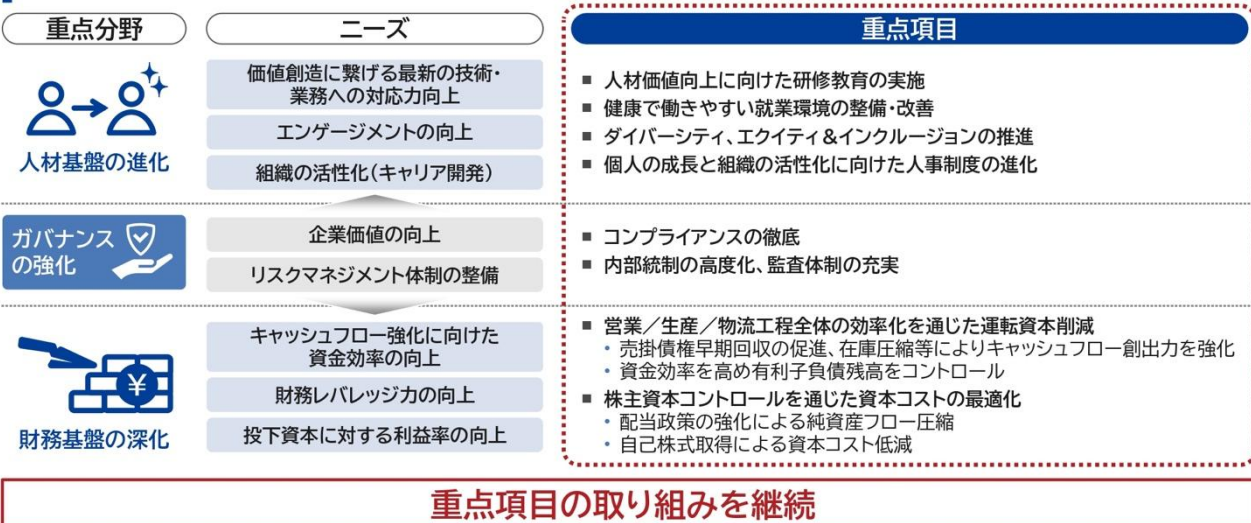 重点分野
ニーズ
重点項目
人材基盤の進化
価値創造に繋げる最新の技術・
業務への対応力向上
エンゲージメントの向上
組織の活性化（キャリア開発）
■ 人材価値向上に向けた研修教育の実施
■ 健康で働きやすい就業環境の整備・改善
■ ダイバーシティ、エクイティ＆インクルージョンの推進
■ 個人の成長と組織の活性化に向けた人事制度の進化
ガバナンス
の強化
企業価値の向上
リスクマネジメント体制の整備
■ コンプライアンスの徹底
■ 内部統制の高度化、監査体制の充実
¥
財務基盤の深化
キャッシュフロー強化に向けた
資金効率の向上
財務レバレッジ力の向上
投下資本に対する利益率の向上
■ 営業／生産／物流工程全体の効率化を通じた運転資本削減
• 売掛債権早期回収の促進、在庫圧縮等によりキャッシュフロー創出力を強化
• 資金効率を高め有利子負債残高をコントロール
■ 株主資本コントロールを通じた資本コストの最適化
• 配当政策の強化による純資産フロー圧縮
• 自己株式取得による資本コスト低減
重点項目の取り組みを継続